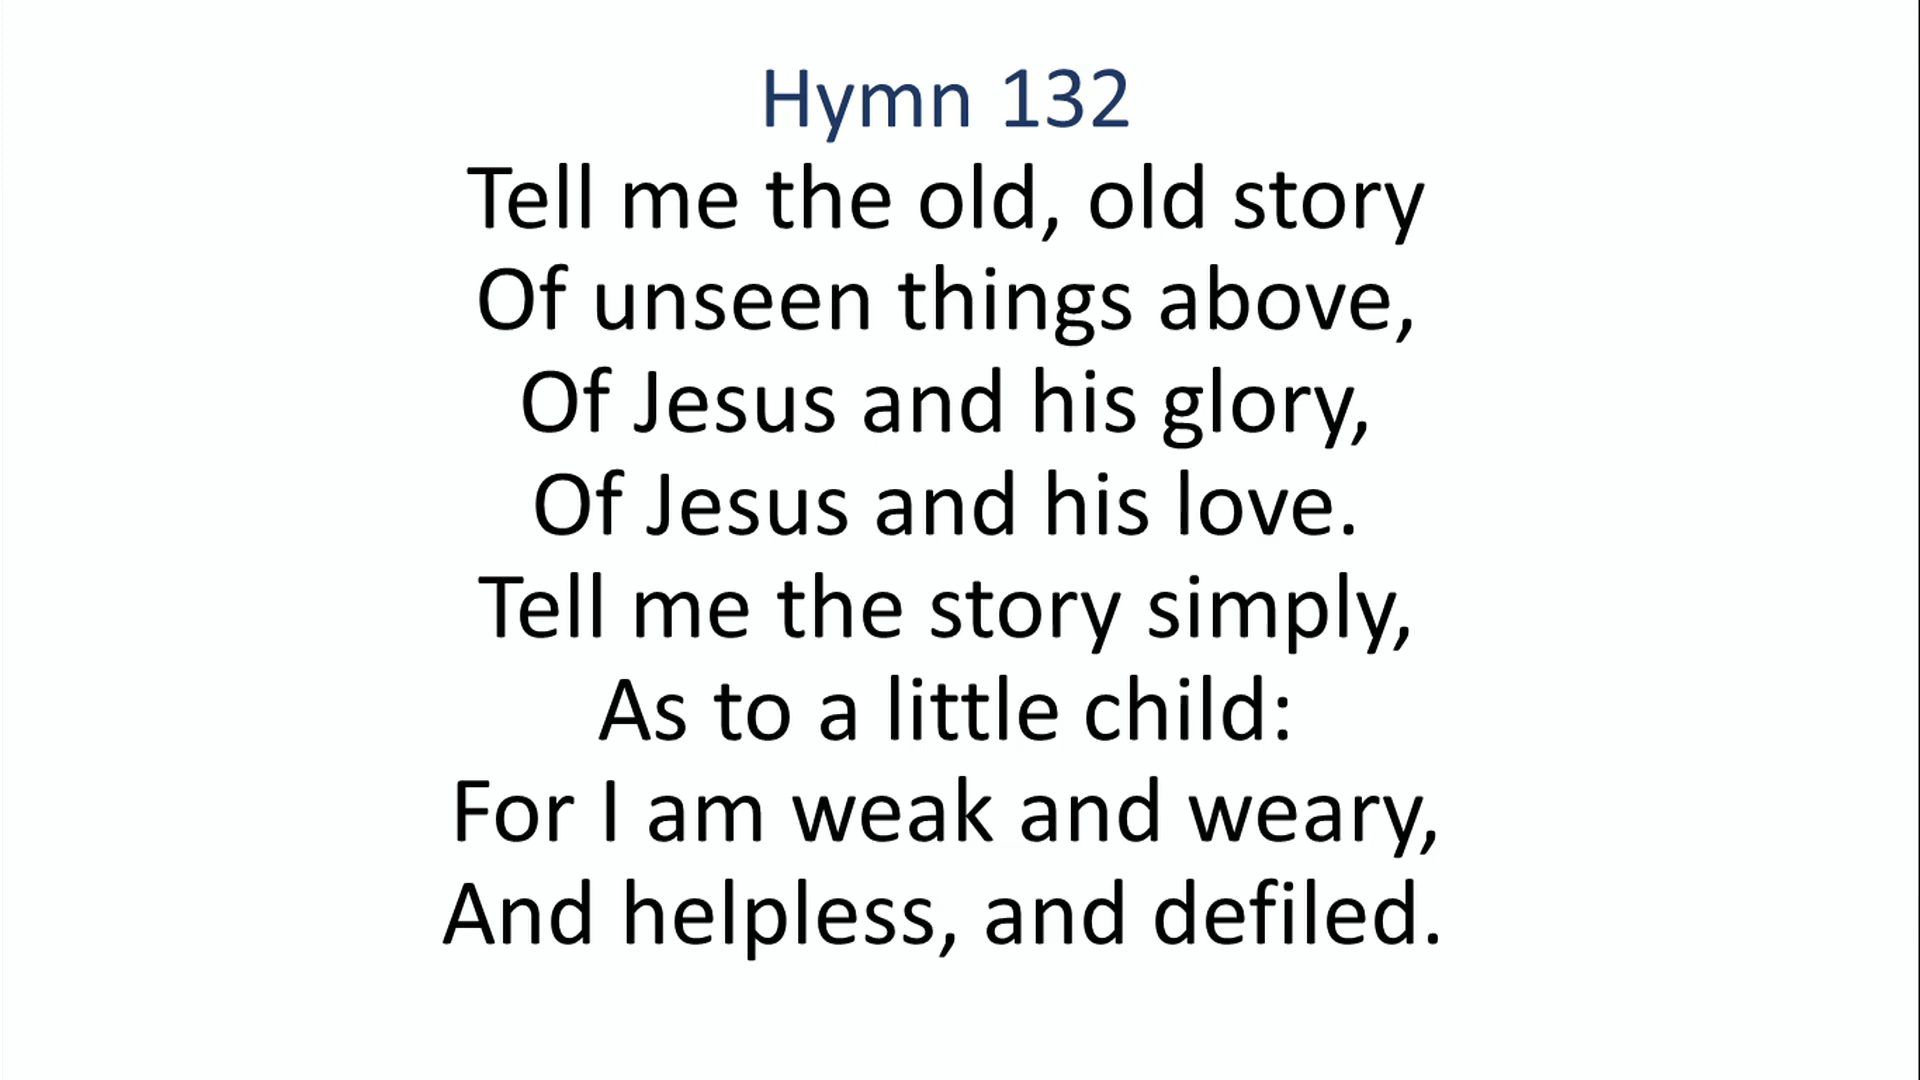 Hymn 132
Tell me the old, old story
Of unseen things above,
Of Jesus and his glory,
Of Jesus and his love.
Tell me the story simply,
As to a little child:
For I am weak and weary,
And helpless, and defiled.